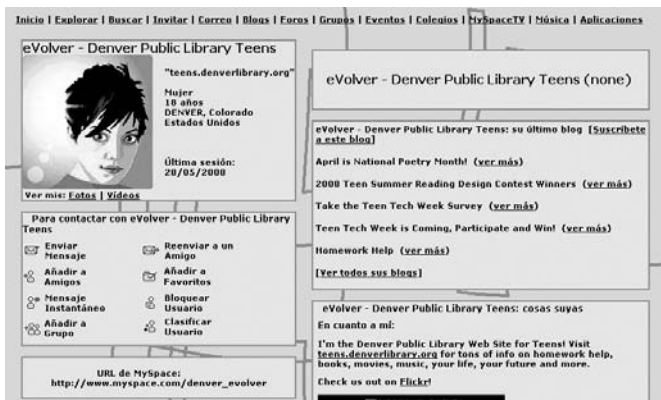 Inicio | Explorar | Buscar | Invitar | Correo | Blogs | Foros | Grupos | Eventos | Colegios | MySpaceTV | Música | Aplicaciones
eVolver - Denver Public Library Teens
"teens.denverlibrary.org"
Mujer
18 años
DENVER, Colorado
Estados Unidos
Última sesión:
28/05/2008
Ver mis: Fotos | Vídeos
Para contactar con eVolver - Denver Public Library
Teens
Enviar
Mensaje
Reenviar a un
Amigo
Añadir a
Amigos
Añadir a
Favoritos
Mensaje
Instantáneo
Bloquear
Usuario
Añadir a
Grupo
Clasificar
Usuario
URL de MySpace:
http://www.myspace.com/denver_evolver
eVolver - Denver Public Library Teens (none)
eVolver - Denver Public Library Teens: su último blog [Suscríbete
a este blog]
April is National Poetry Month! (ver más)
2008 Teen Summer Reading Design Contest Winners (ver más)
Take the Teen Tech Week Survey (ver más)
Teen Tech Week is Coming, Participate and Win! (ver más)
Homework Help (ver más)
[Ver todos sus blogs]
eVolver - Denver Public Library Teens: cosas suyas
En cuanto a mí:
I'm the Denver Public Library Web Site for Teens! Visit
teens.denverlibrary.org for tons of info on homework help,
books, movies, music, your life, your future and more.
Check us out on Flickr!